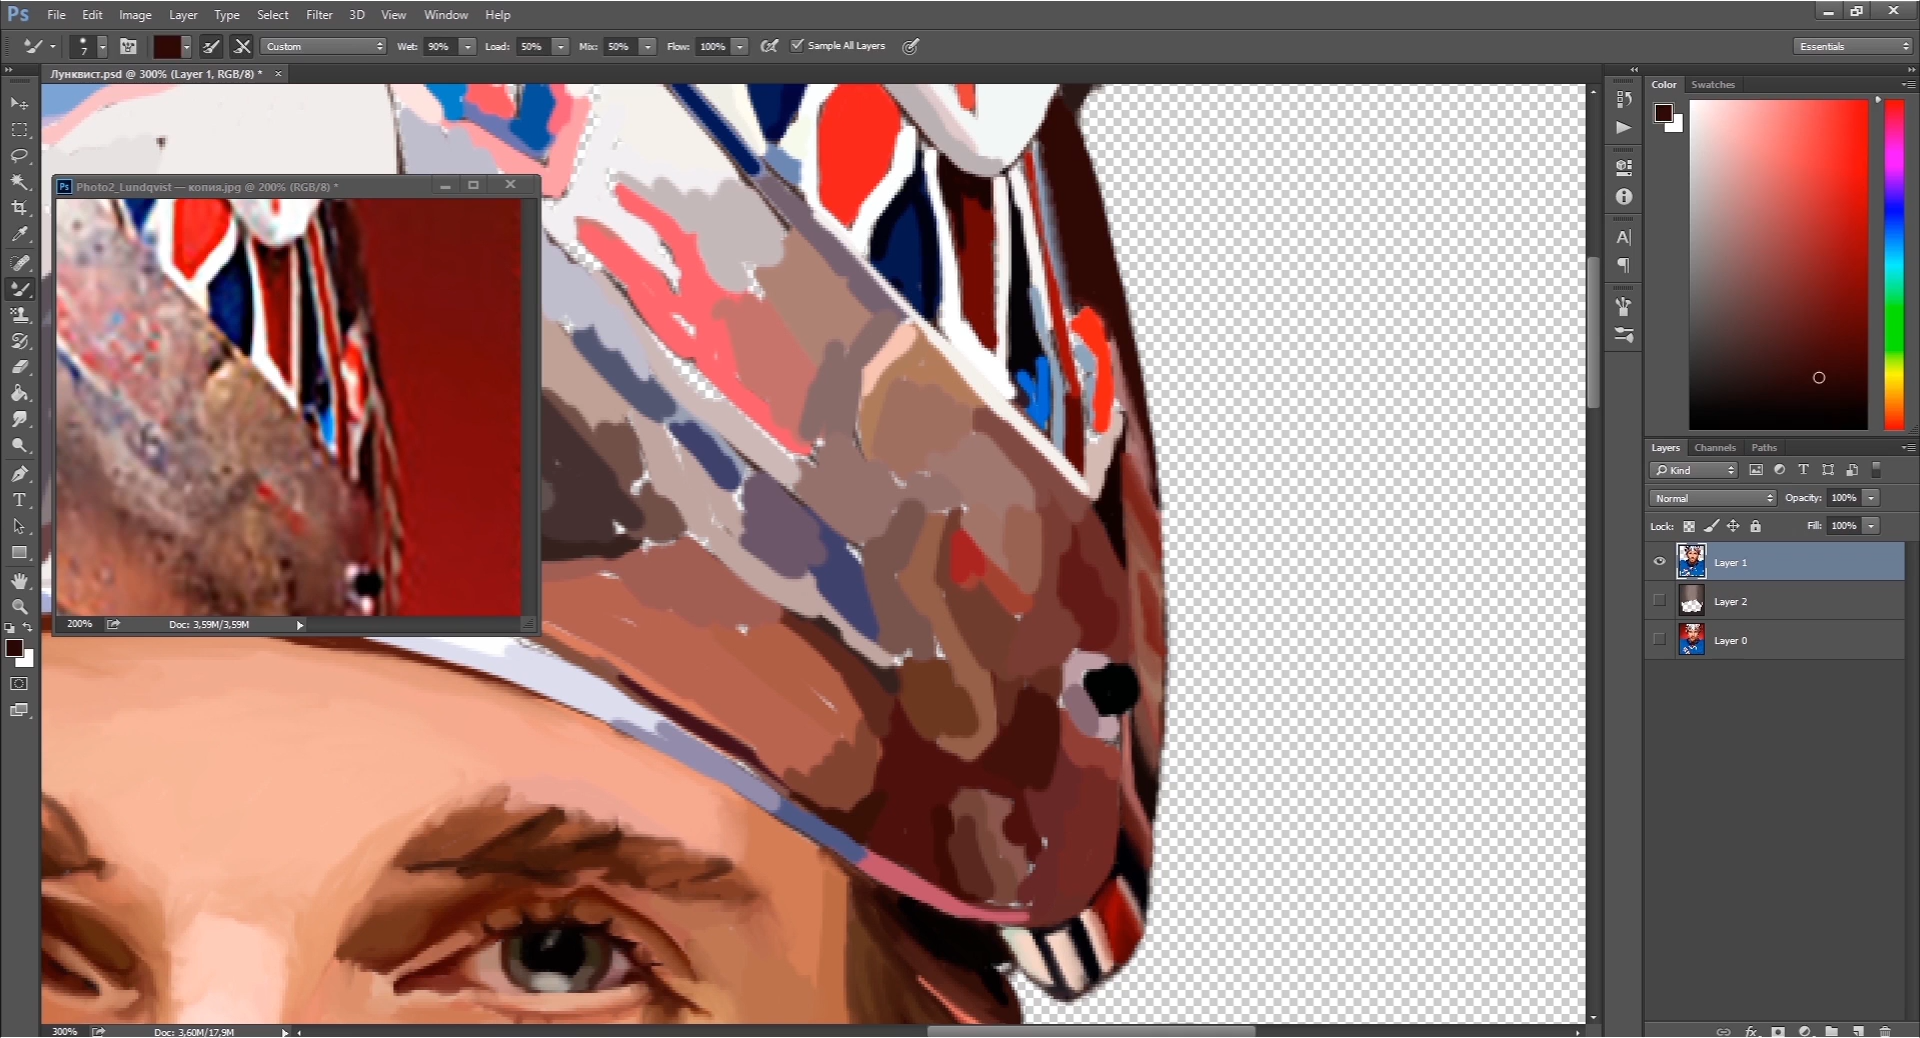 Ps File Edit Image Layer Type Select Filter 3D View Window Help
7 Custom Wet: 90% Load: 50% Mix: 50% Flow: 100% Sample All Layers Essentials
Лунквист.psd @ 300% (Layer 1, RGB/8) * ×
Color Swatches
Ps Photo2_Lundqvist — копия.jpg @ 200% (RGB/8) *
200% Doc: 3,59M/3,59M
Layers Channels Paths
Kind
Normal Opacity: 100%
Lock: Fill: 100%
Layer 1
Layer 2
Layer 0
300% Doc: 3,60M/17,9M
fx